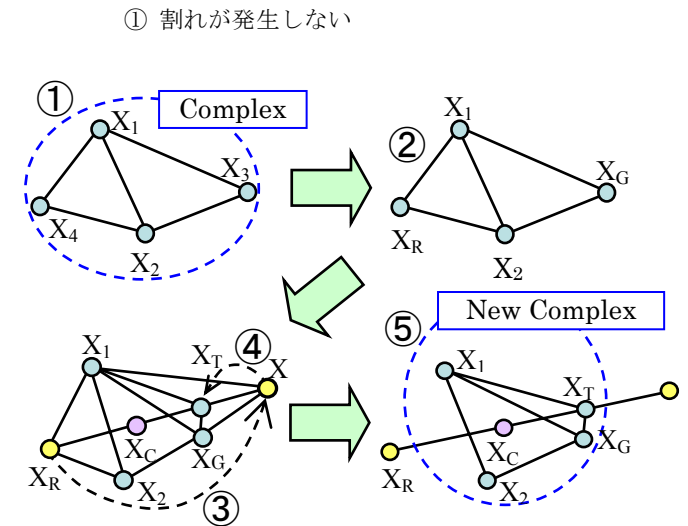 ① 割れが発生しない
① Complex
X1
X3
X4
X2
②
X1
XG
XR
X2
④
X1
XT
X
XC
XG
XR
X2
③
New Complex
⑤
X1
XT
XC
XG
XR
X2